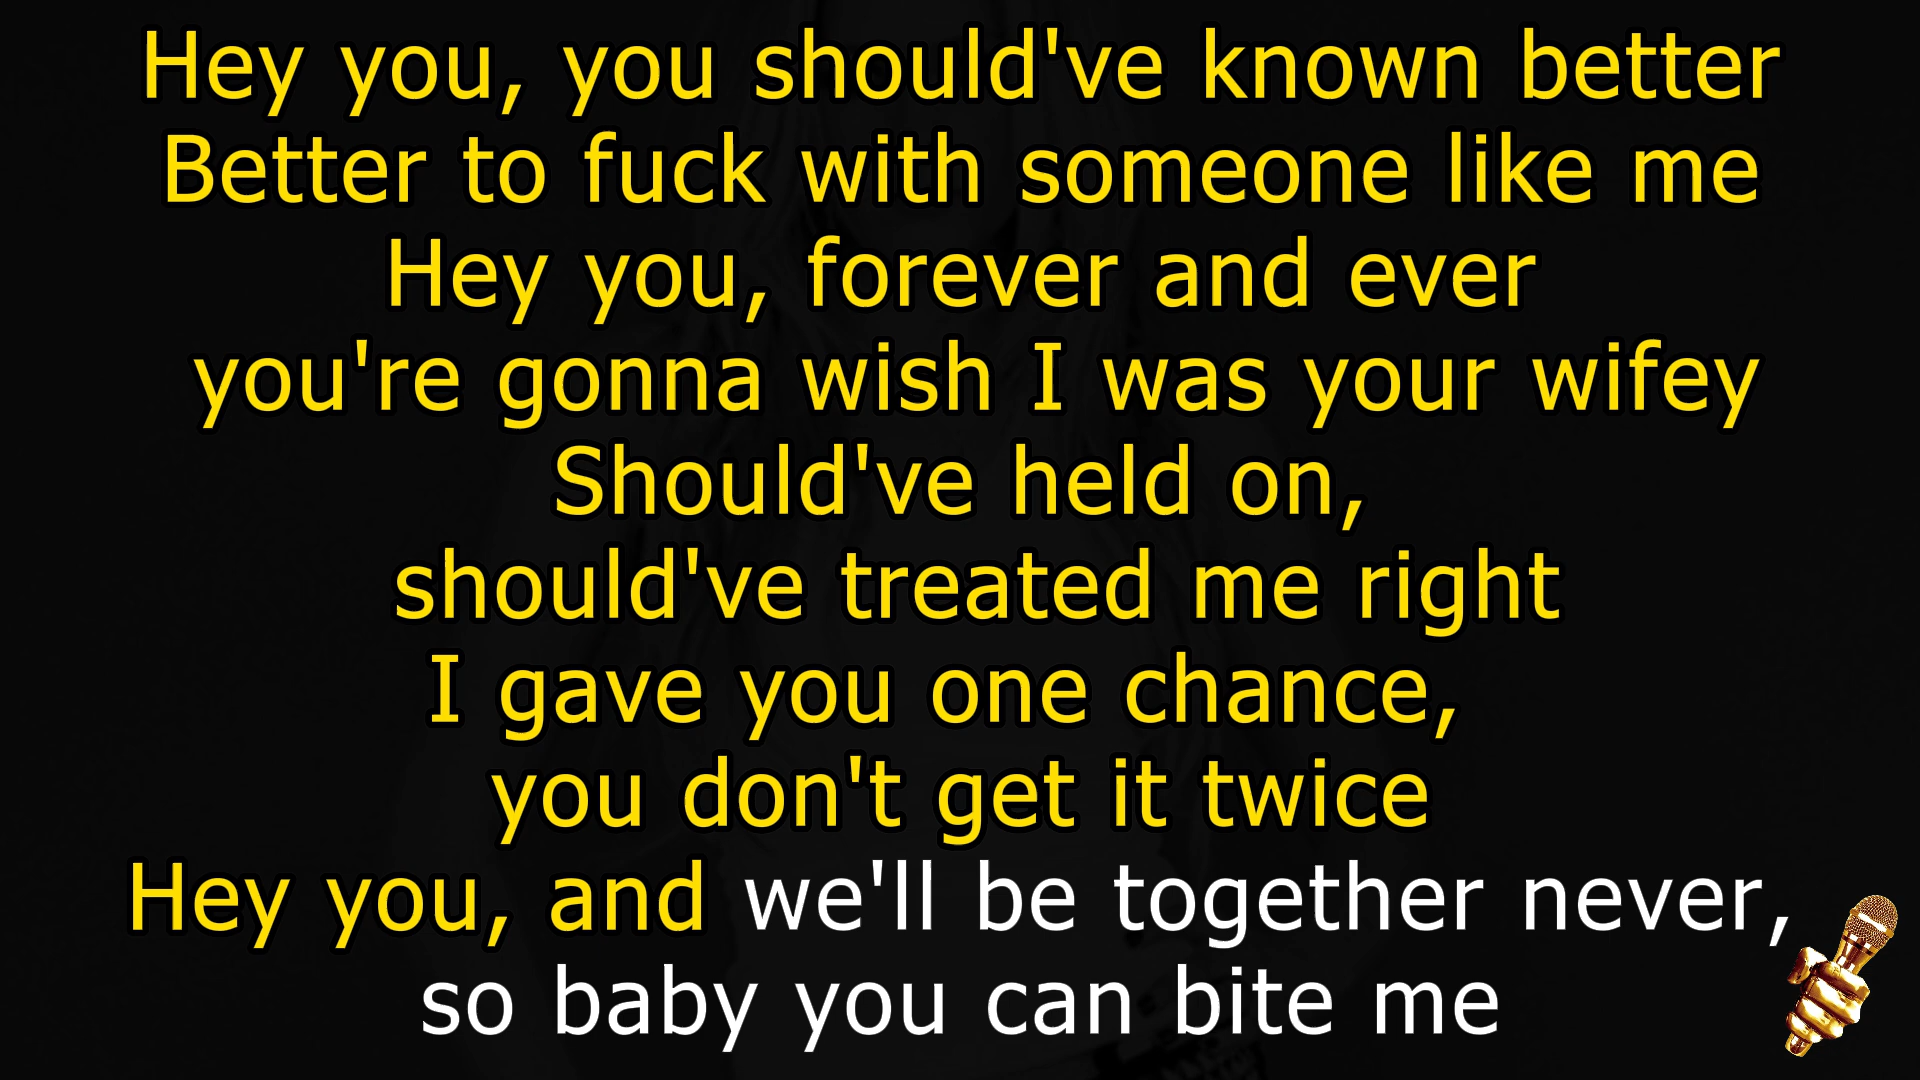 Hey you, you should've known better
Better to fuck with someone like me
Hey you, forever and ever
you're gonna wish I was your wifey
Should've held on,
should've treated me right
I gave you one chance,
you don't get it twice
Hey you, and we'll be together never,
so baby you can bite me